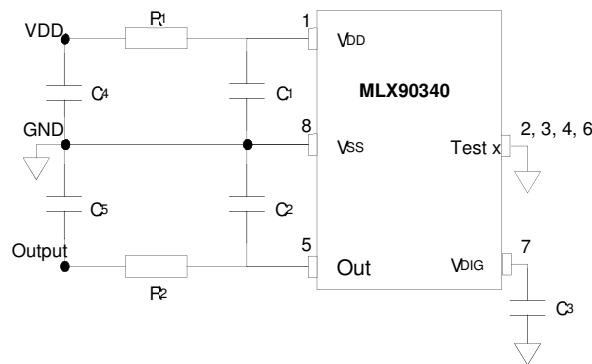 VDD
R1
1
VDD
C4
C1
MLX90340
GND
8
VSS
Test x
2, 3, 4, 6
C5
C2
Output
5
Out
7
VDIG
R2
C3